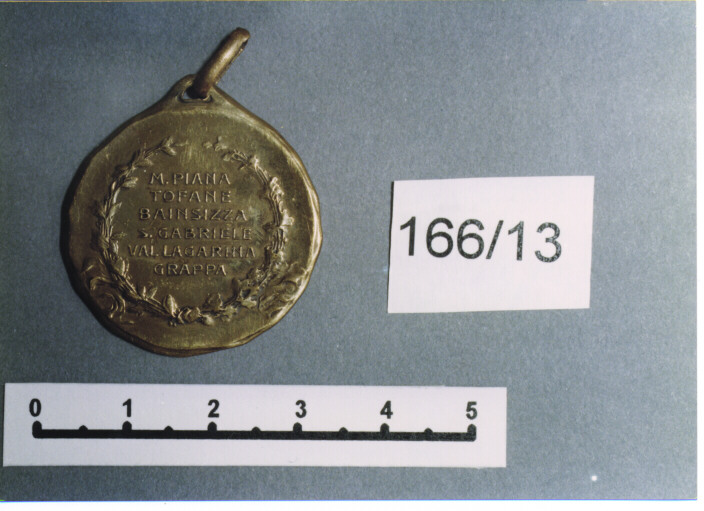 M. PIANA
TOFANE
BAINSIZZA
S. GABRIELE
VAL LAGARINA
GRAPPA
166/13
0 1 2 3 4 5